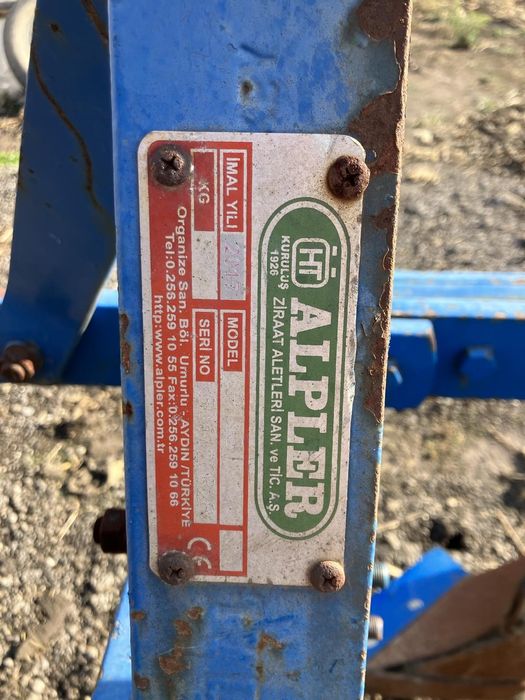 HT
KURULUŞ
1926
ALPLER
ZİRAAT ALETLERİ SAN. ve TİC. A.Ş.
İMAL YILI
MODEL
KG
SERİ NO
Organize San. Böl. Umurlu - AYDIN /TÜRKİYE
Tel:0.256.259 10 55 Fax:0.256.259 10 66
http:www.alpler.com.tr
CE